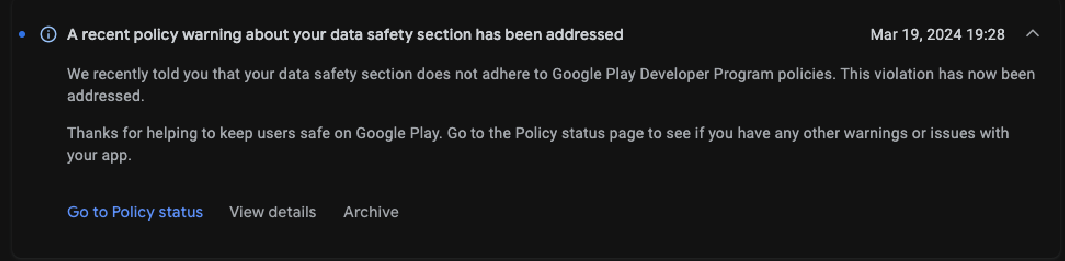 A recent policy warning about your data safety section has been addressed Mar 19, 2024 19:28
We recently told you that your data safety section does not adhere to Google Play Developer Program policies. This violation has now been
addressed.
Thanks for helping to keep users safe on Google Play. Go to the Policy status page to see if you have any other warnings or issues with
your app.
Go to Policy status View details Archive